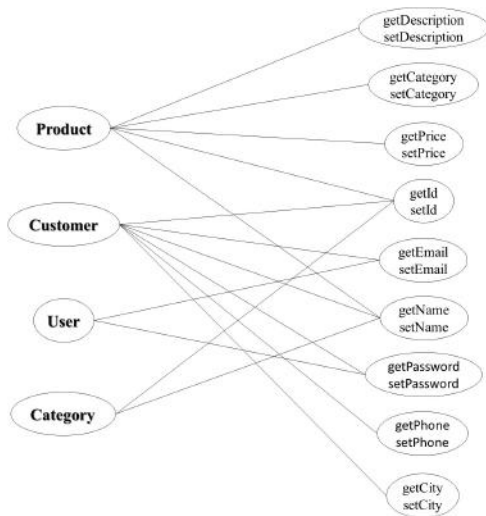 Product
Customer
User
Category
getDescription
setDescription
getCategory
setCategory
getPrice
setPrice
getId
setId
getEmail
setEmail
getName
setName
getPassword
setPassword
getPhone
setPhone
getCity
setCity